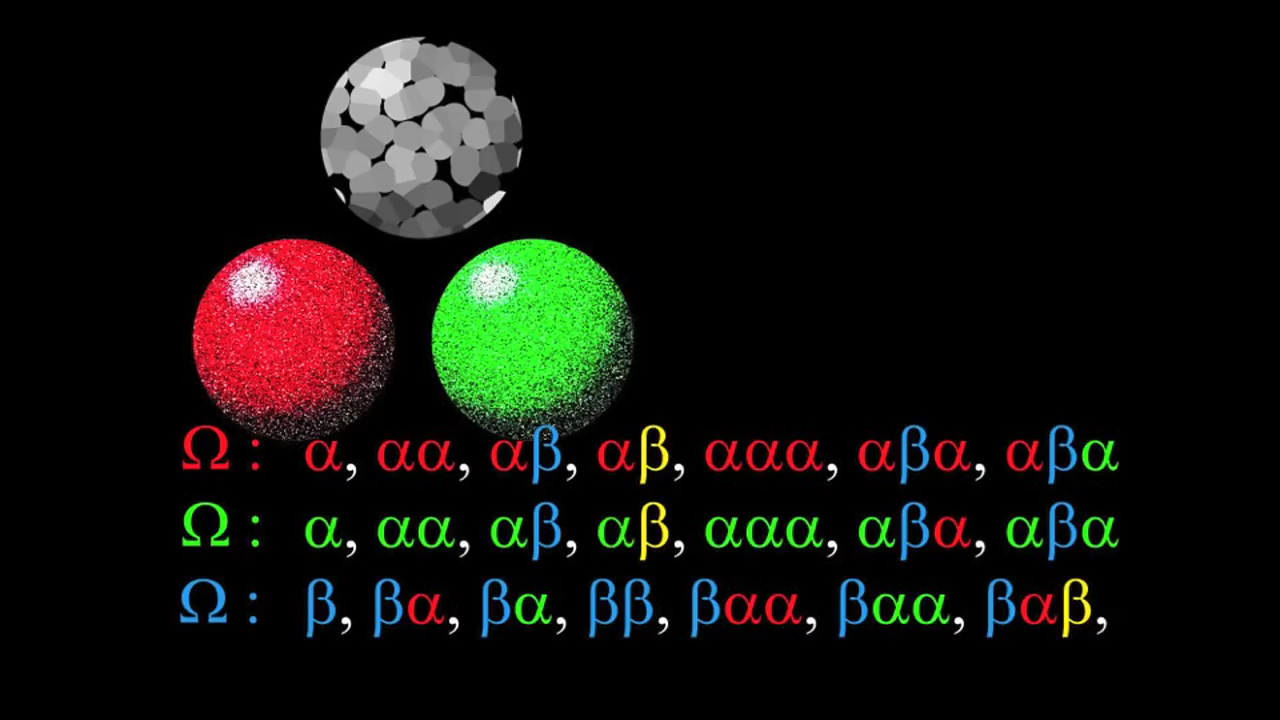 Ω : α, αα, αβ, αβ, ααα, αβα, αβα
Ω : α, αα, αβ, αβ, ααα, αβα, αβα
Ω : β, βα, βα, ββ, βαα, βαα, βαβ,